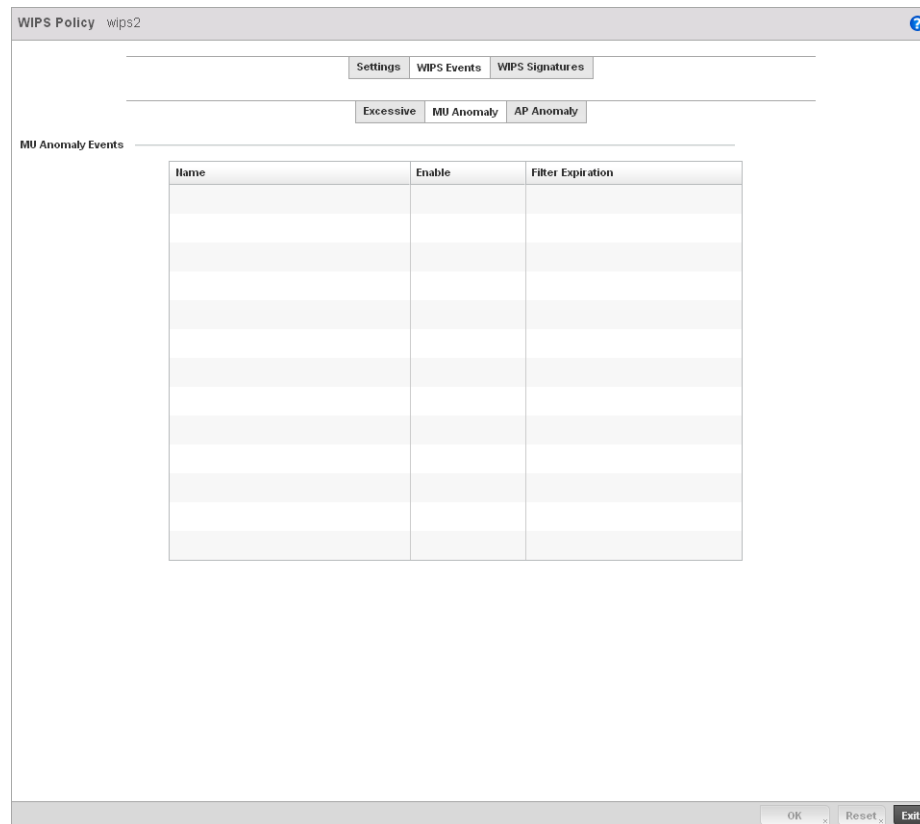 WIPS Policy wips2
Settings WIPS Events WIPS Signatures
Excessive MU Anomaly AP Anomaly
MU Anomaly Events
Name Enable Filter Expiration
OK Reset Exit